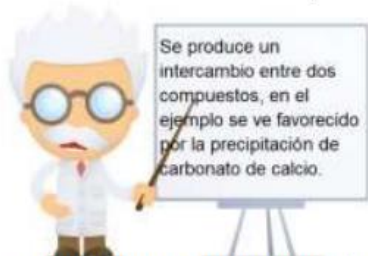 Se produce un
intercambio entre dos
compuestos, en el
ejemplo se ve favorecido
por la precipitación de
carbonato de calcio.